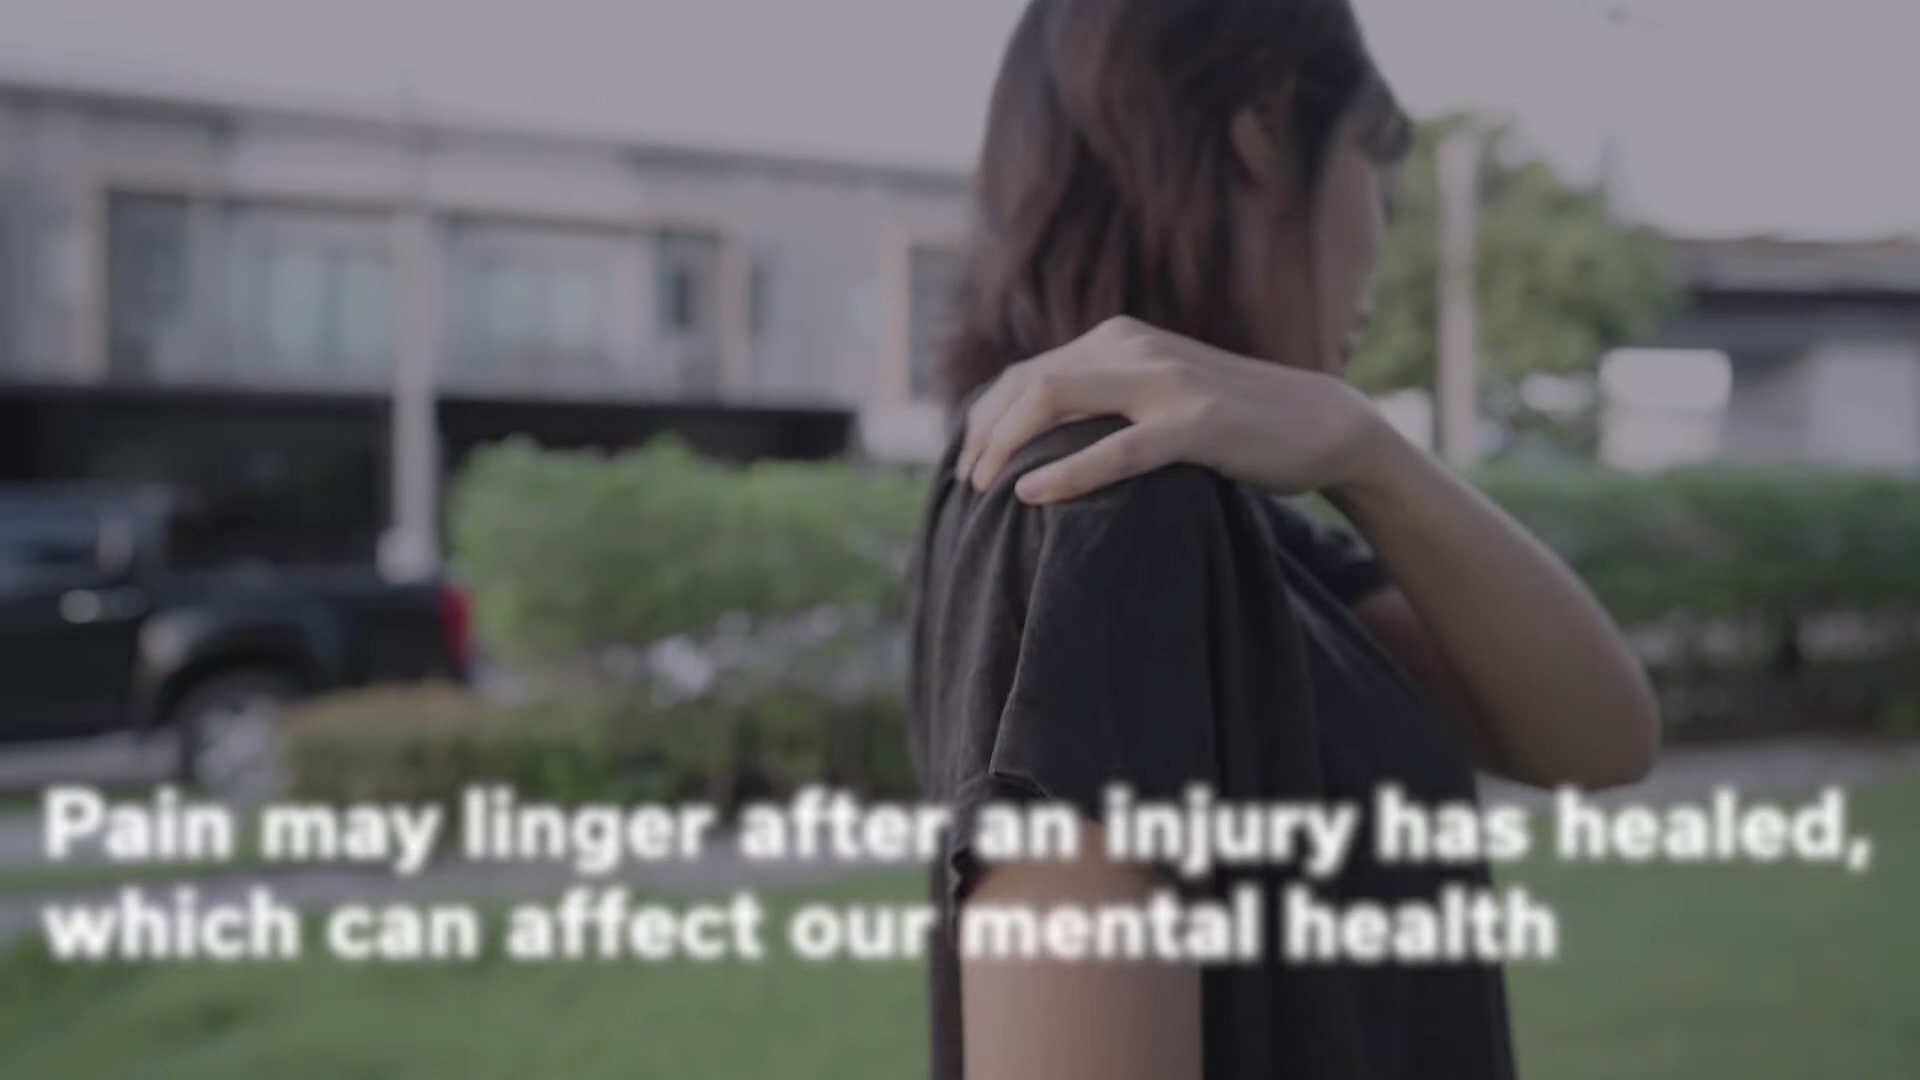 Pain may linger after an injury has healed,
which can affect our mental health